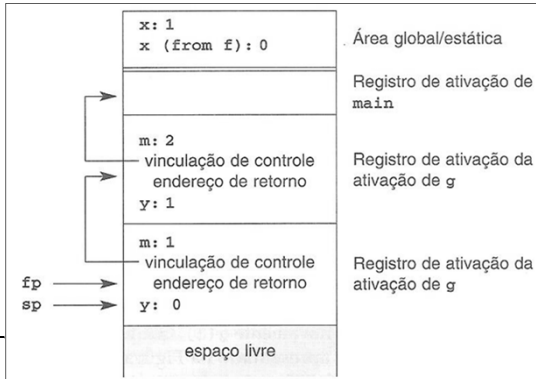 x: 1
x (from f): 0
Área global/estática
Registro de ativação de
main
m: 2
vinculação de controle
endereço de retorno
y: 1
Registro de ativação da
ativação de g
m: 1
vinculação de controle
endereço de retorno
y: 0
Registro de ativação da
ativação de g
fp
sp
espaço livre